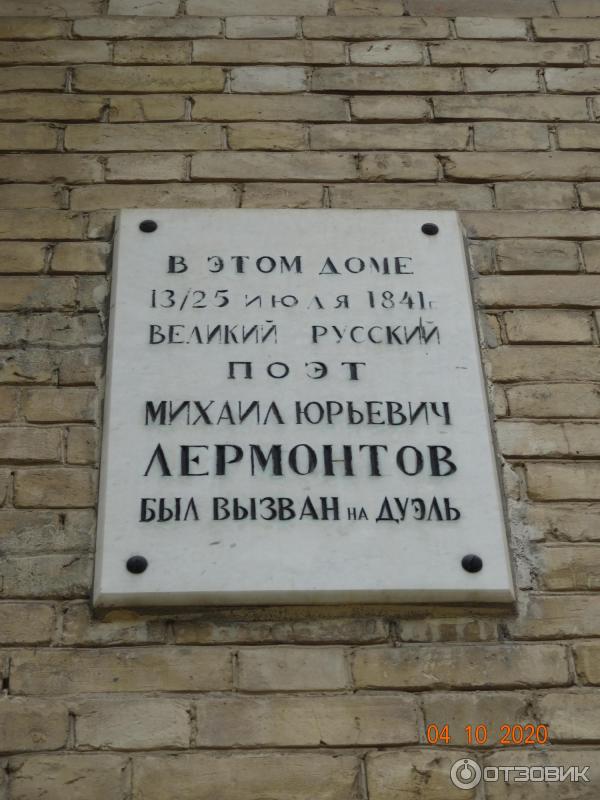 В ЭТОМ ДОМЕ
13/25 ИЮЛЯ 1841г.
ВЕЛИКИЙ РУССКИЙ
ПОЭТ
МИХАИЛ ЮРЬЕВИЧ
ЛЕРМОНТОВ
БЫЛ ВЫЗВАН НА ДУЭЛЬ
04 10 2020
ОТЗОВИК